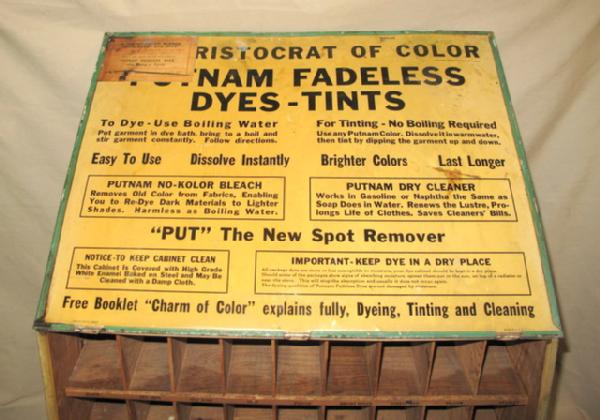 RISTOCRAT OF COLOR
PUTNAM FADELESS
DYES-TINTS
To Dye - Use Boiling Water
Put garment in dye bath. bring to a boil and
stir garment constantly. Follow directions.
For Tinting - No Boiling Required
Use any Putnam Color. Dissolve it in warm water,
then tint by dipping the garment up and down.
Easy To Use Dissolve Instantly Brighter Colors Last Longer
PUTNAM NO-KOLOR BLEACH
Removes Old Color from Fabrics, Enabling
You to Re-Dye Dark Materials to Lighter
Shades. Harmless as Boiling Water.
PUTNAM DRY CLEANER
Works in Gasoline or Naphtha the Same as
Soap Does in Water. Renews the Lustre, Pro-
longs Life of Clothes. Saves Cleaners' Bills.
"PUT" The New Spot Remover
NOTICE-TO KEEP CABINET CLEAN
This Cabinet Is Covered with High Grade
White Enamel Baked on Steel and May Be
Cleaned with a Damp Cloth.
IMPORTANT-KEEP DYE IN A DRY PLACE
Free Booklet "Charm of Color" explains fully, Dyeing, Tinting and Cleaning